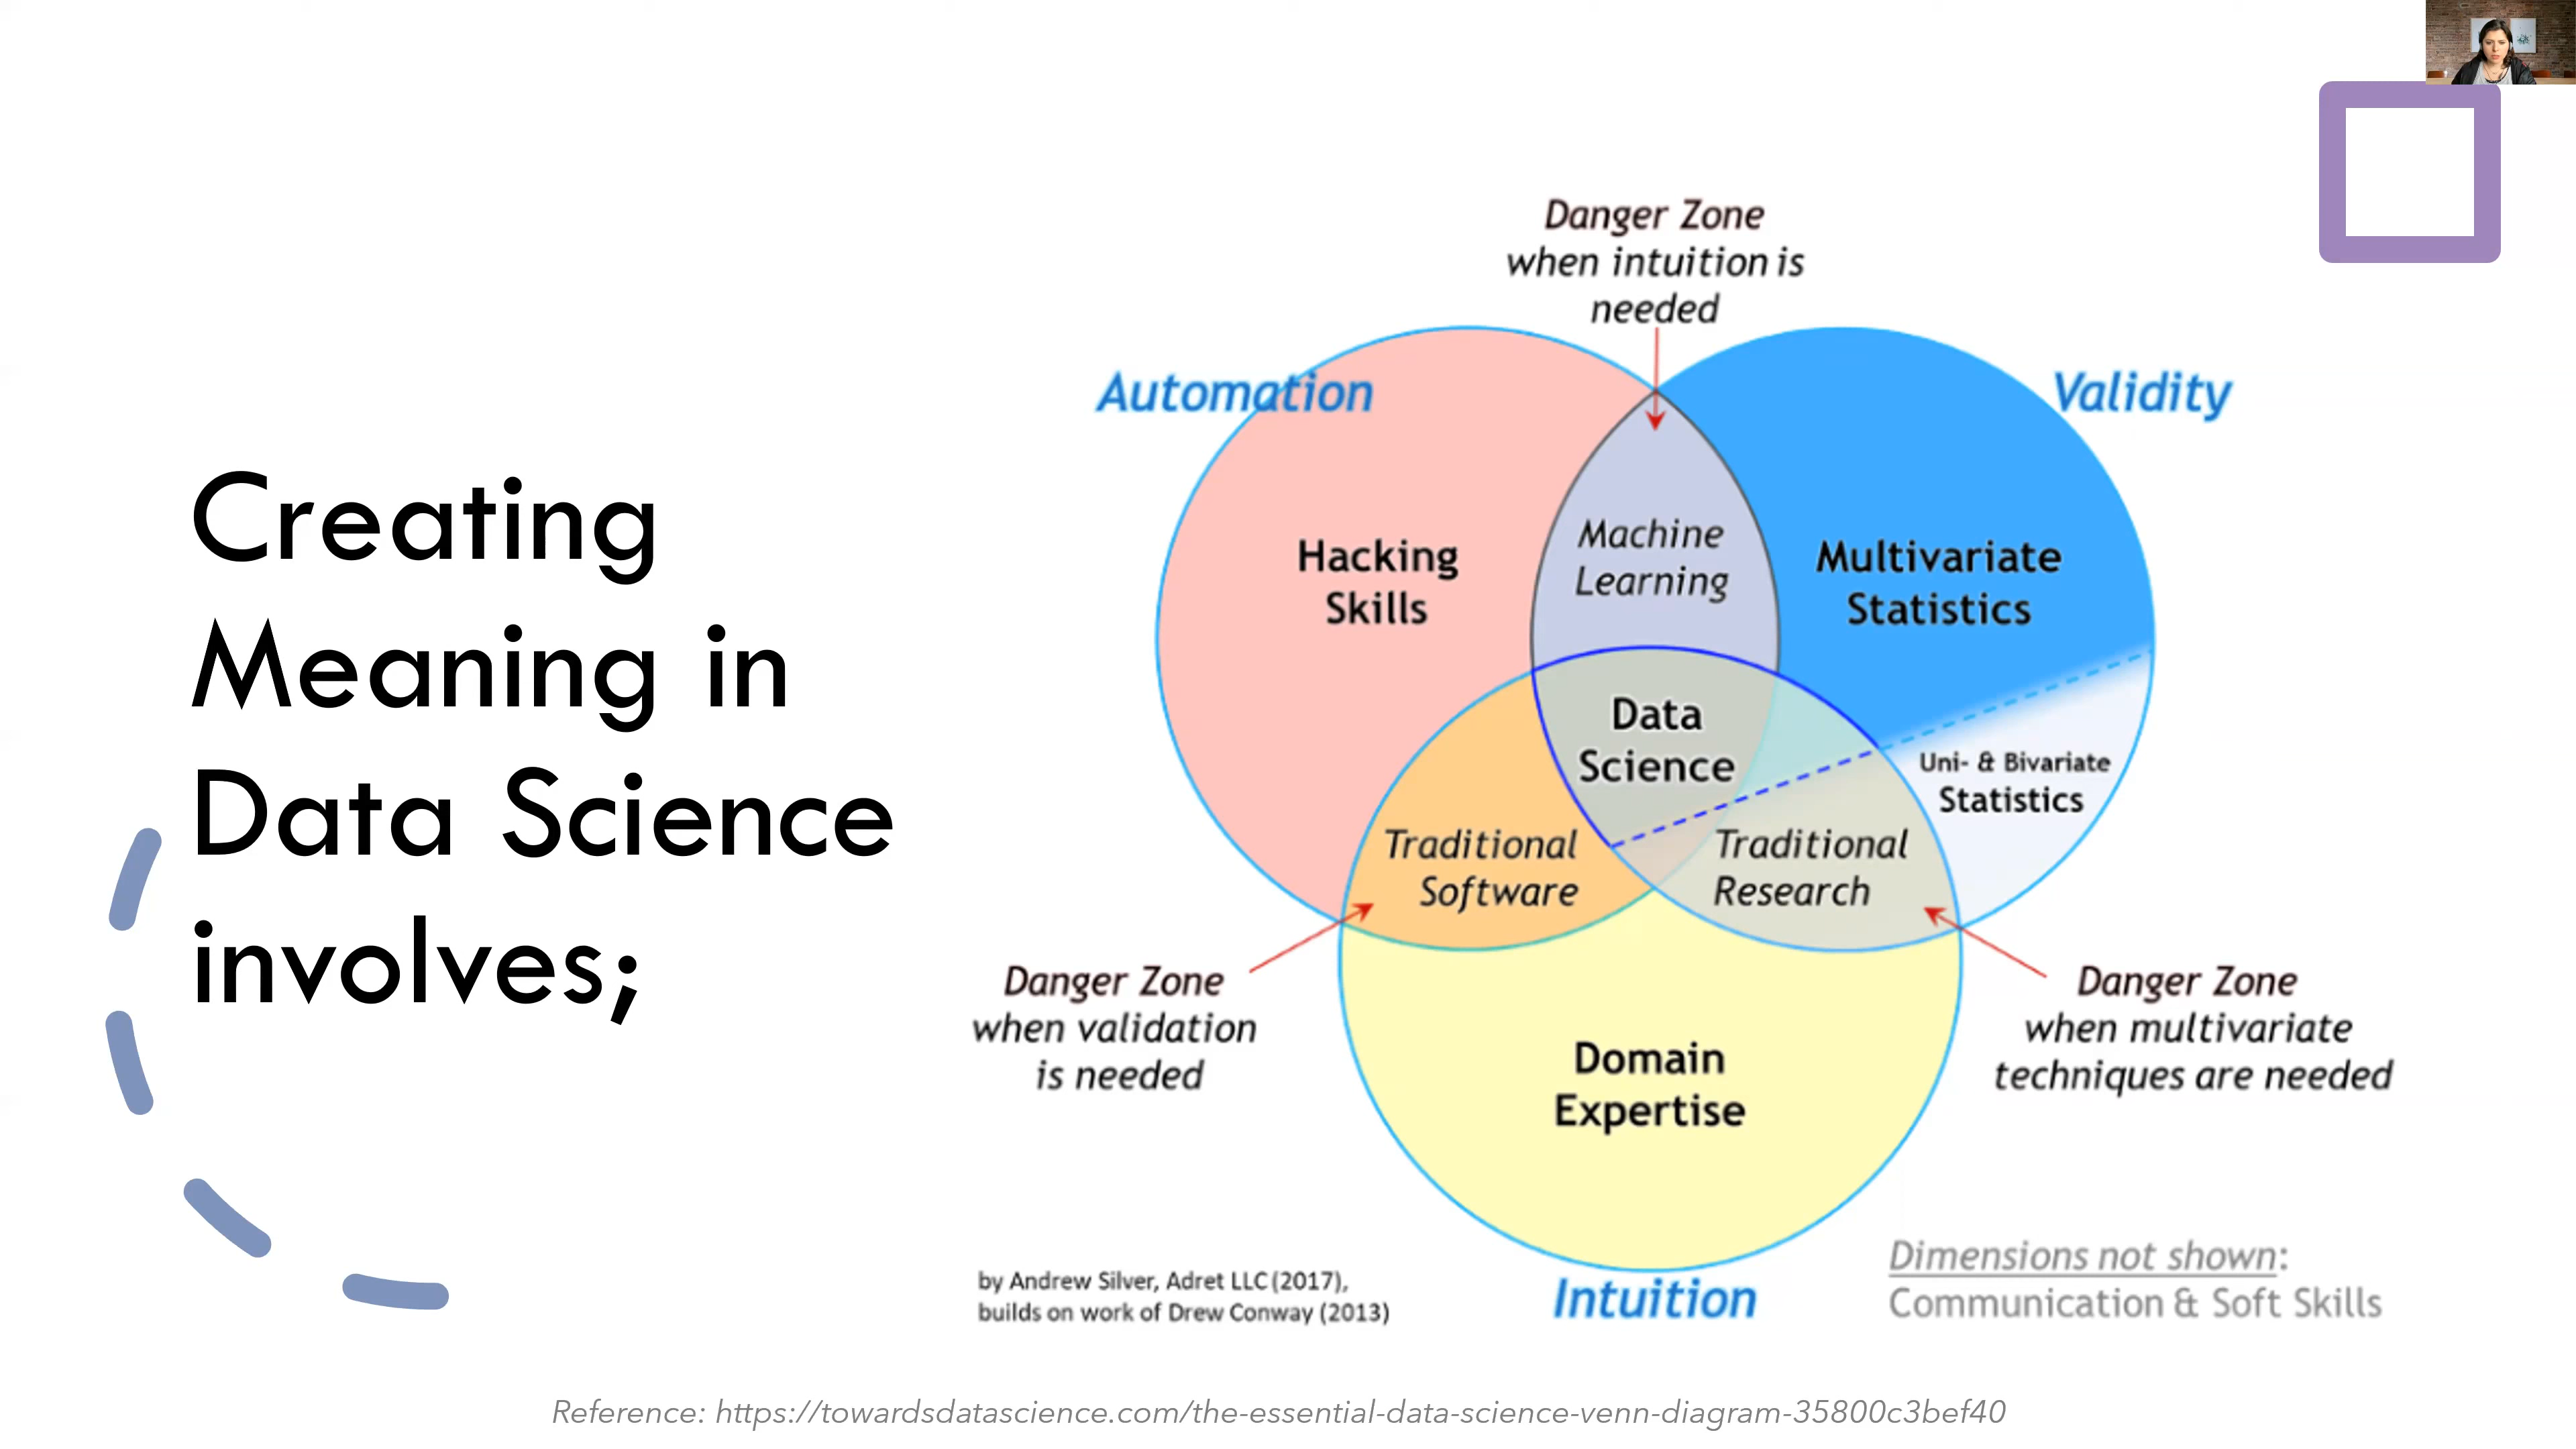 Creating
Meaning in
Data Science
involves;
Danger Zone
when intuition is
needed
Automation
Validity
Hacking
Skills
Machine
Learning
Multivariate
Statistics
Data
Science
Uni- & Bivariate
Statistics
Traditional
Software
Traditional
Research
Danger Zone
when validation
is needed
Danger Zone
when multivariate
techniques are needed
Domain
Expertise
Intuition
by Andrew Silver, Adret LLC (2017),
builds on work of Drew Conway (2013)
Dimensions not shown:
Communication & Soft Skills
Reference: https://towardsdatascience.com/the-essential-data-science-venn-diagram-35800c3bef40